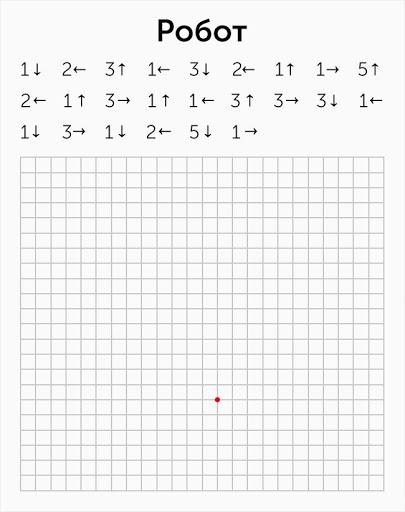 Робот
1↓ 2← 3↑ 1← 3↓ 2← 1↑ 1→ 5↑
2← 1↑ 3→ 1↑ 1← 3↑ 3→ 3↓ 1←
1↓ 3→ 1↓ 2← 5↓ 1→